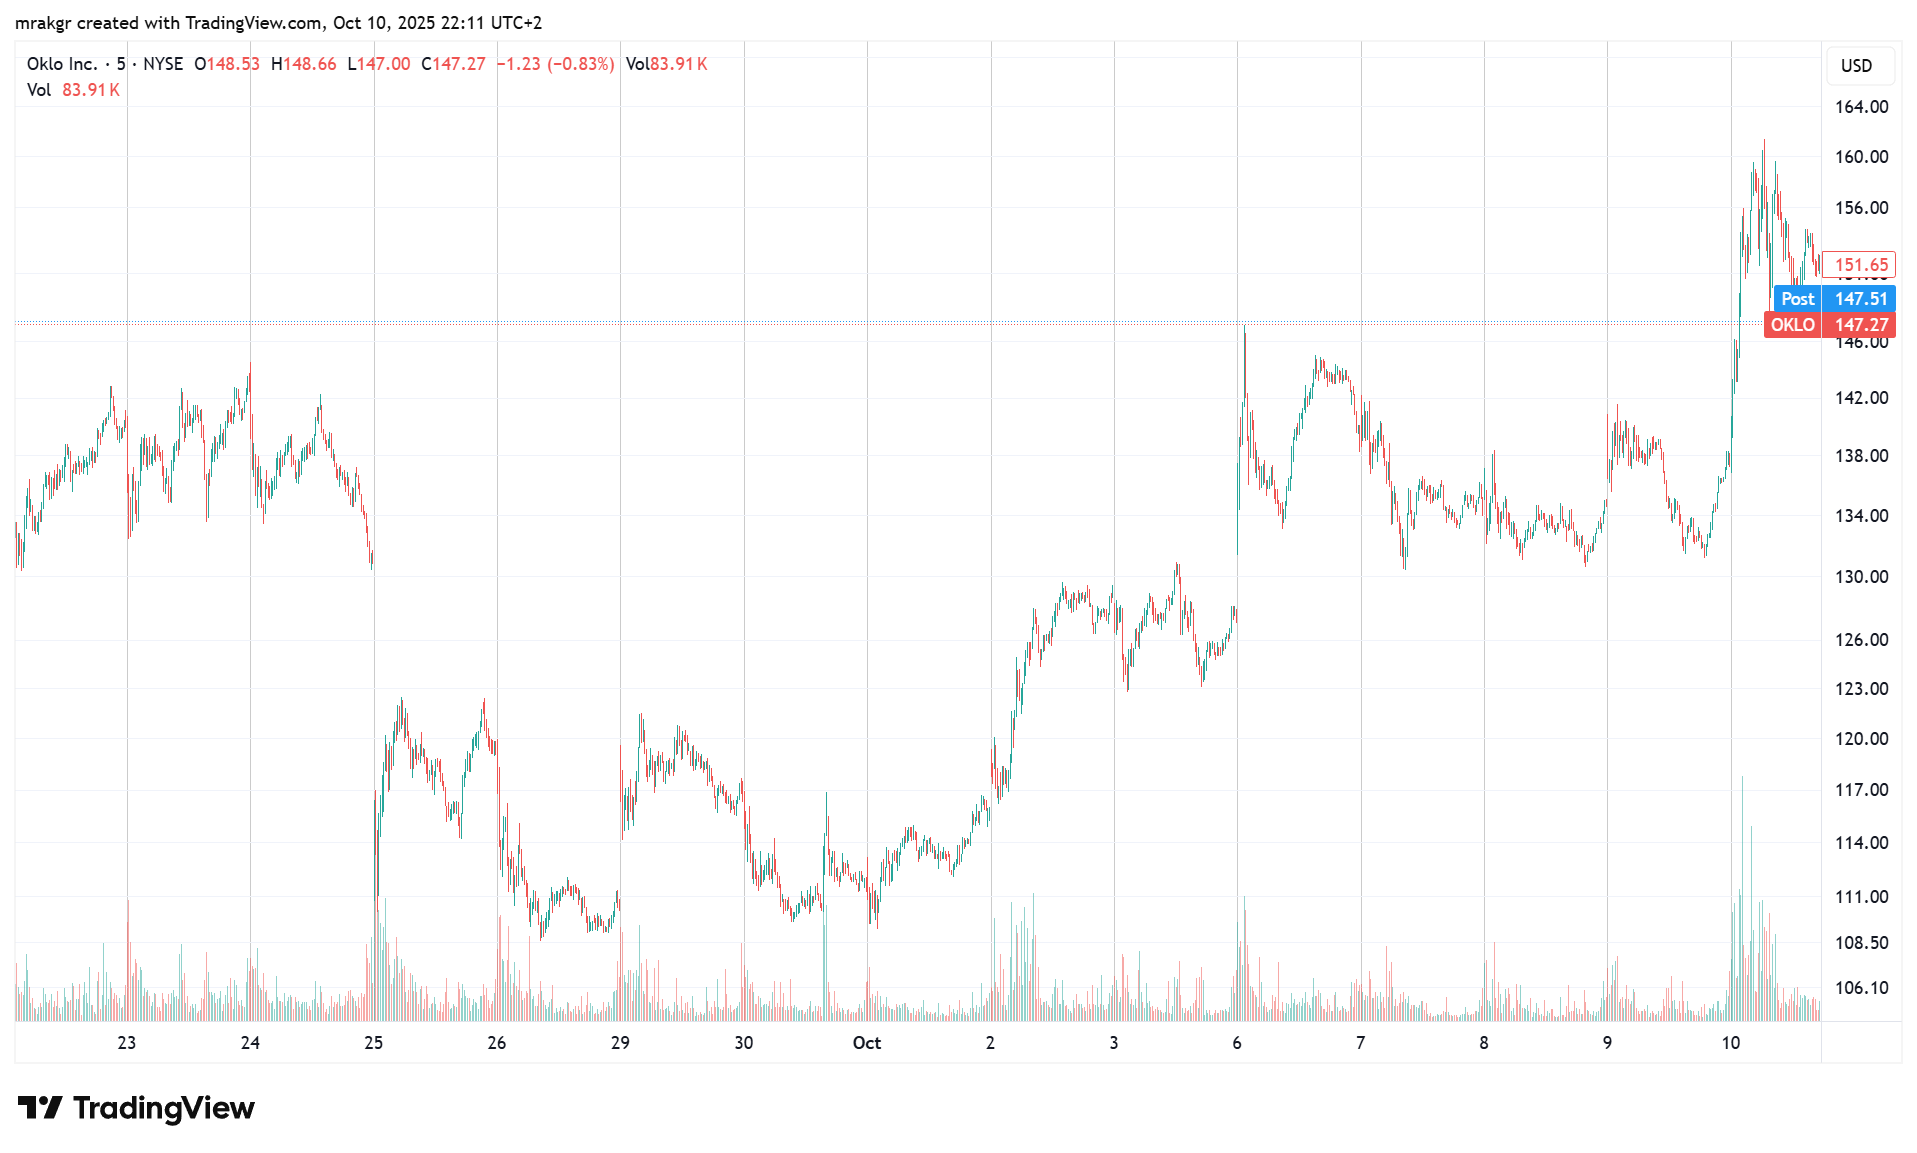 mrakgr created with TradingView.com, Oct 10, 2025 22:11 UTC+2
Oklo Inc. · 5 · NYSE O148.53 H148.66 L147.00 C147.27 −1.23 (−0.83%) Vol83.91K
Vol 83.91K
USD
164.00
160.00
156.00
151.65
Post 147.51
OKLO 147.27
146.00
142.00
138.00
134.00
130.00
126.00
123.00
120.00
117.00
114.00
111.00
108.50
106.10
23 24 25 26 29 30 Oct 2 3 6 7 8 9 10
TradingView